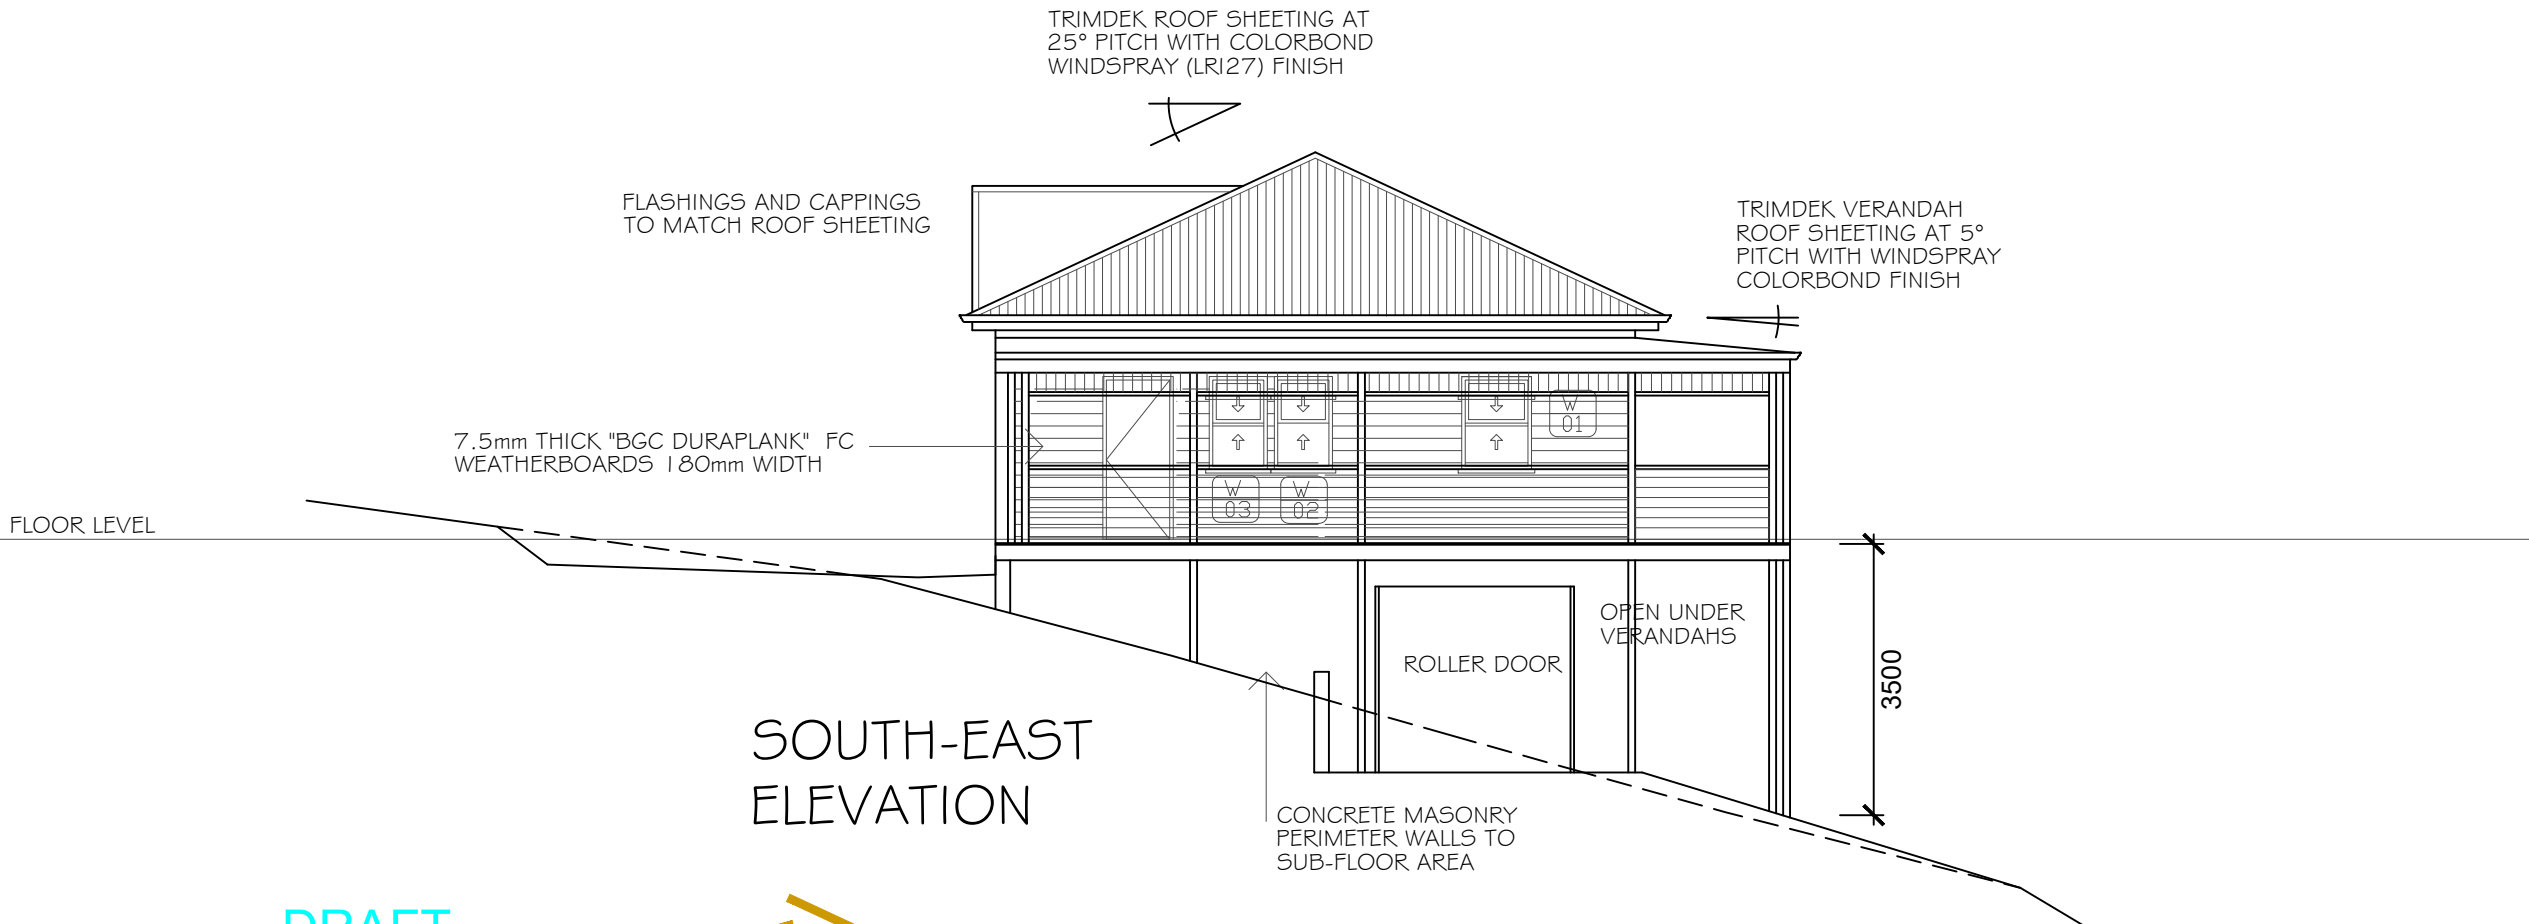 TRIMDEK ROOF SHEETING AT
25° PITCH WITH COLORBOND
WINDSPRAY (LR127) FINISH
FLASHINGS AND CAPPINGS
TO MATCH ROOF SHEETING
TRIMDEK VERANDAH
ROOF SHEETING AT 5°
PITCH WITH WINDSPRAY
COLORBOND FINISH
7.5mm THICK "BGC DURAPLANK" FC
WEATHERBOARDS 180mm WIDTH
W
01
W
03
W
02
FLOOR LEVEL
OPEN UNDER
VERANDAHS
ROLLER DOOR
3500
SOUTH-EAST
ELEVATION
CONCRETE MASONRY
PERIMETER WALLS TO
SUB-FLOOR AREA
DRAFT